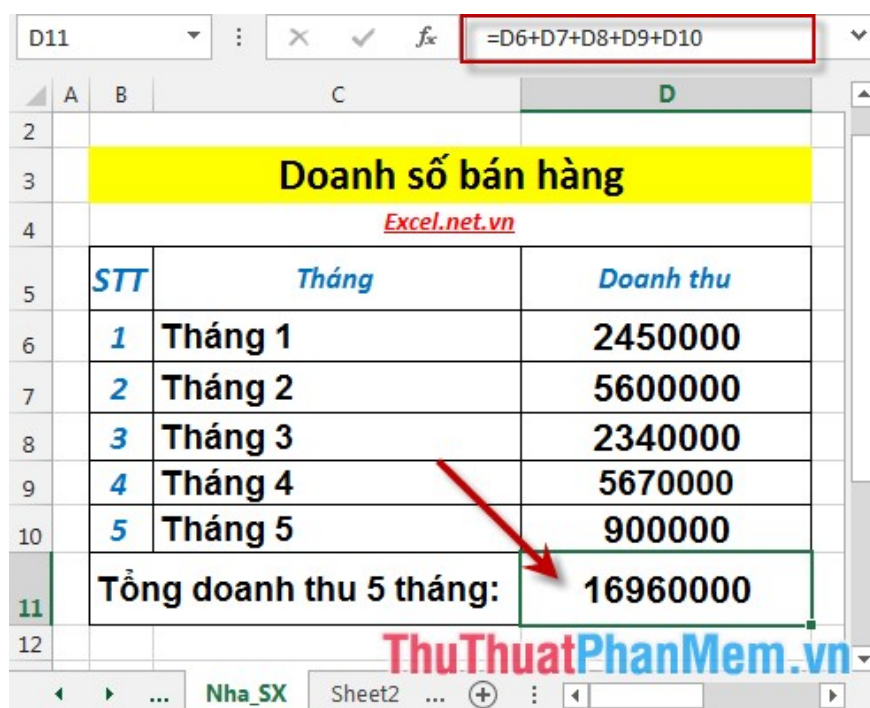 D11 fx =D6+D7+D8+D9+D10
A B C D
2
3 Doanh số bán hàng
4 Excel.net.vn
5 STT Tháng Doanh thu
6 1 Tháng 1 2450000
7 2 Tháng 2 5600000
8 3 Tháng 3 2340000
9 4 Tháng 4 5670000
10 5 Tháng 5 900000
11 Tổng doanh thu 5 tháng: 16960000
12
ThuThuatPhanMem.vn
... Nha_SX Sheet2 ...